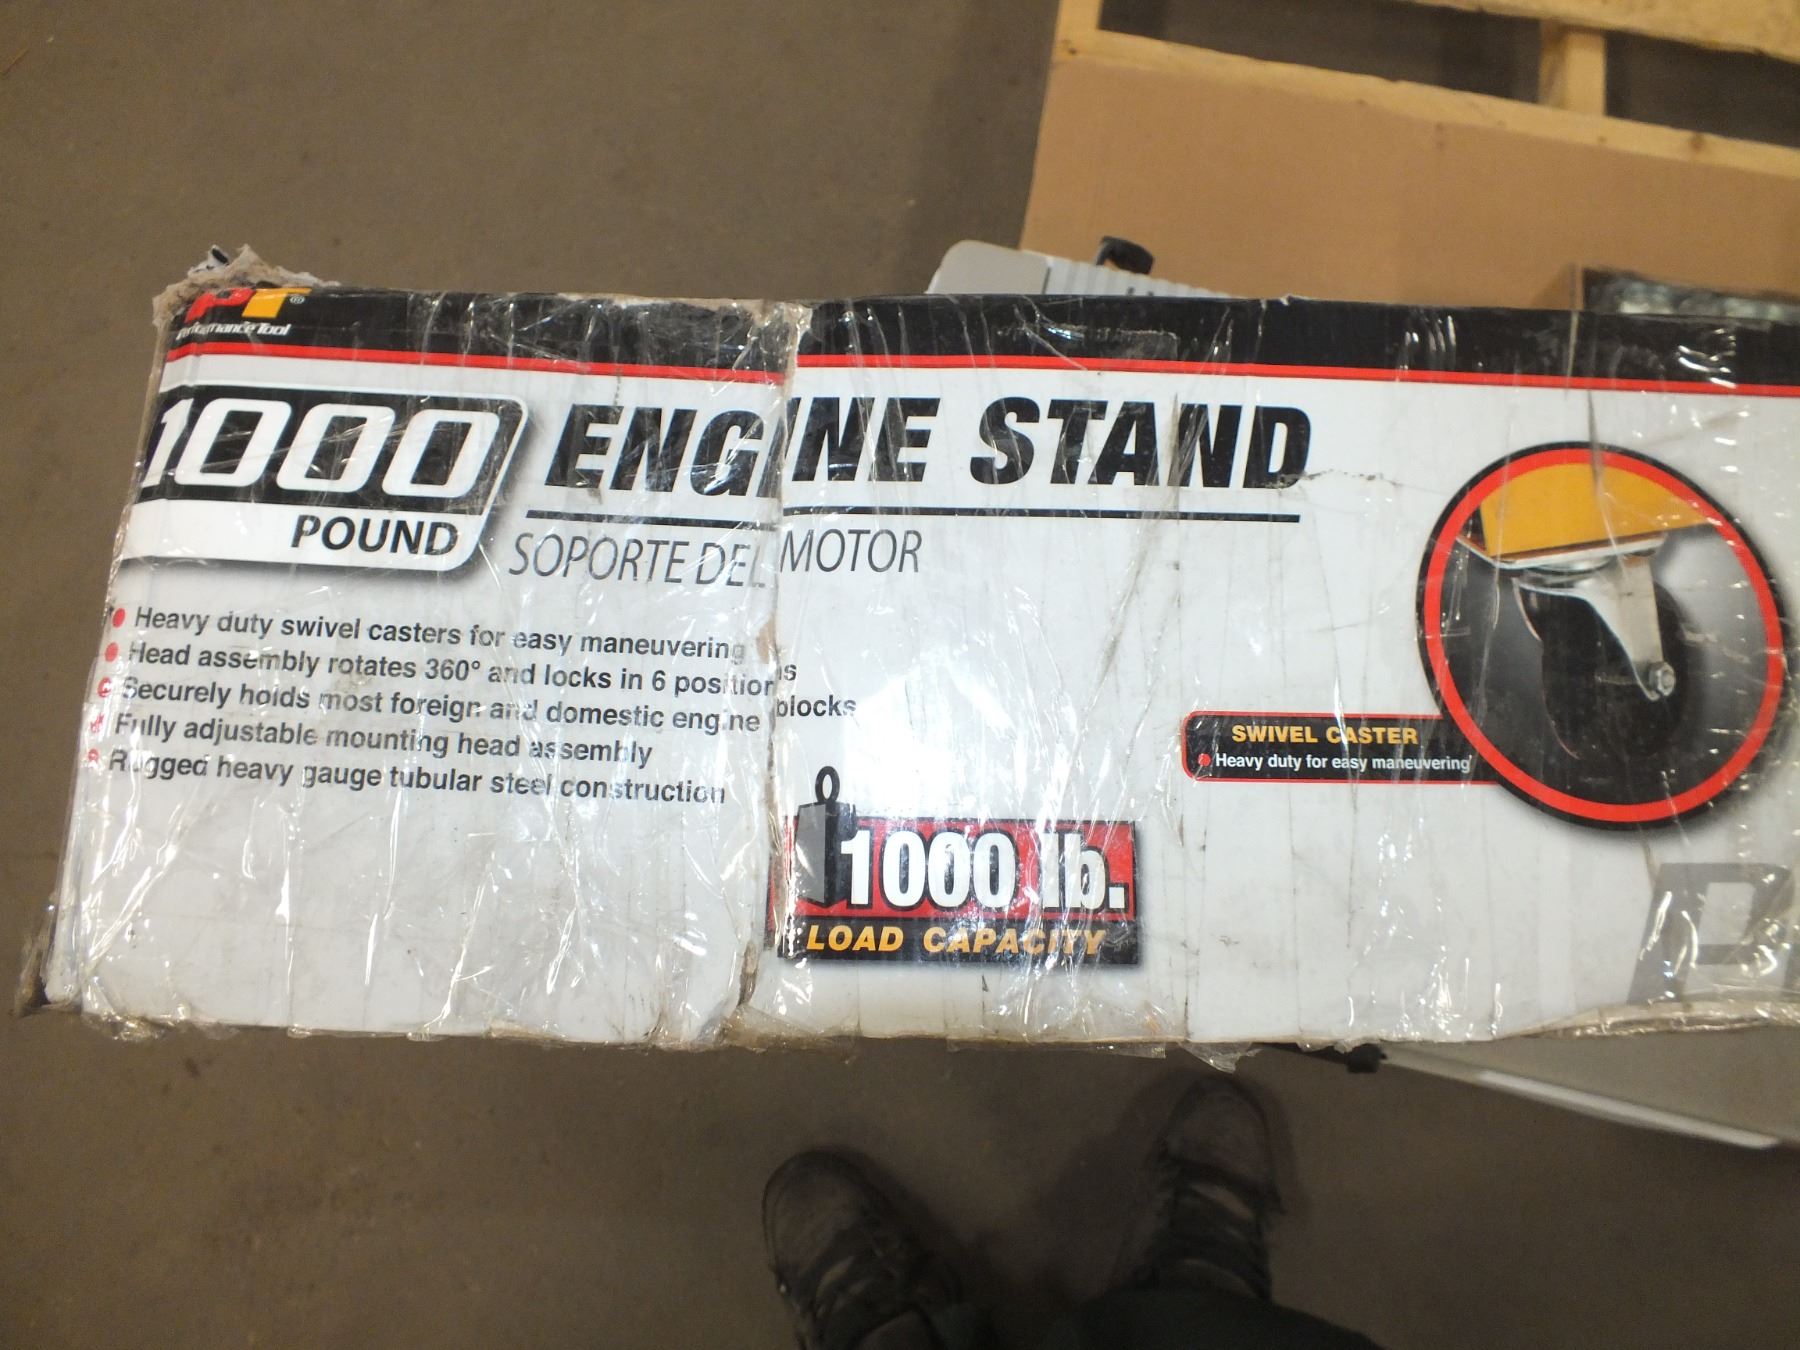 PT®
Performance Tool
1000
POUND
ENGINE STAND
SOPORTE DEL MOTOR
Heavy duty swivel casters for easy maneuvering
Head assembly rotates 360° and locks in 6 positions
Securely holds most foreign and domestic engine blocks
Fully adjustable mounting head assembly
Rugged heavy gauge tubular steel construction
SWIVEL CASTER
Heavy duty for easy maneuvering
1000 lb.
LOAD CAPACITY